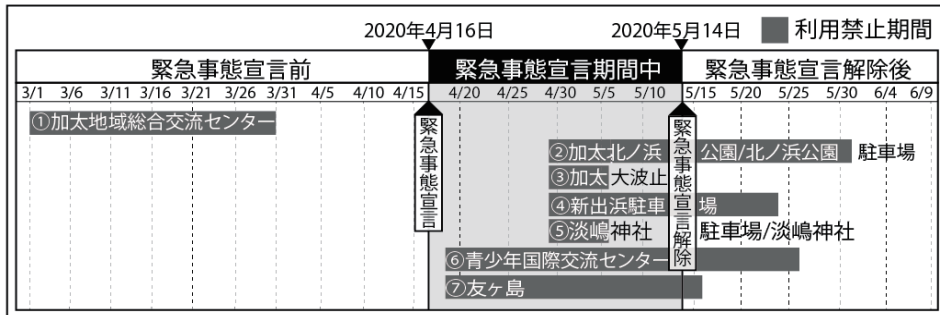 2020年4月16日 2020年5月14日 利用禁止期間
緊急事態宣言前 緊急事態宣言期間中 緊急事態宣言解除後
3/1 3/6 3/11 3/16 3/21 3/26 3/31 4/5 4/10 4/15 4/20 4/25 4/30 5/5 5/10 5/15 5/20 5/25 5/30 6/4 6/9
①加太地域総合交流センター
緊急事態宣言
緊急事態宣言解除
②加太北ノ浜公園/北ノ浜公園駐車場
③加太大波止
④新出浜駐車場
⑤淡嶋神社駐車場/淡嶋神社
⑥青少年国際交流センター
⑦友ヶ島